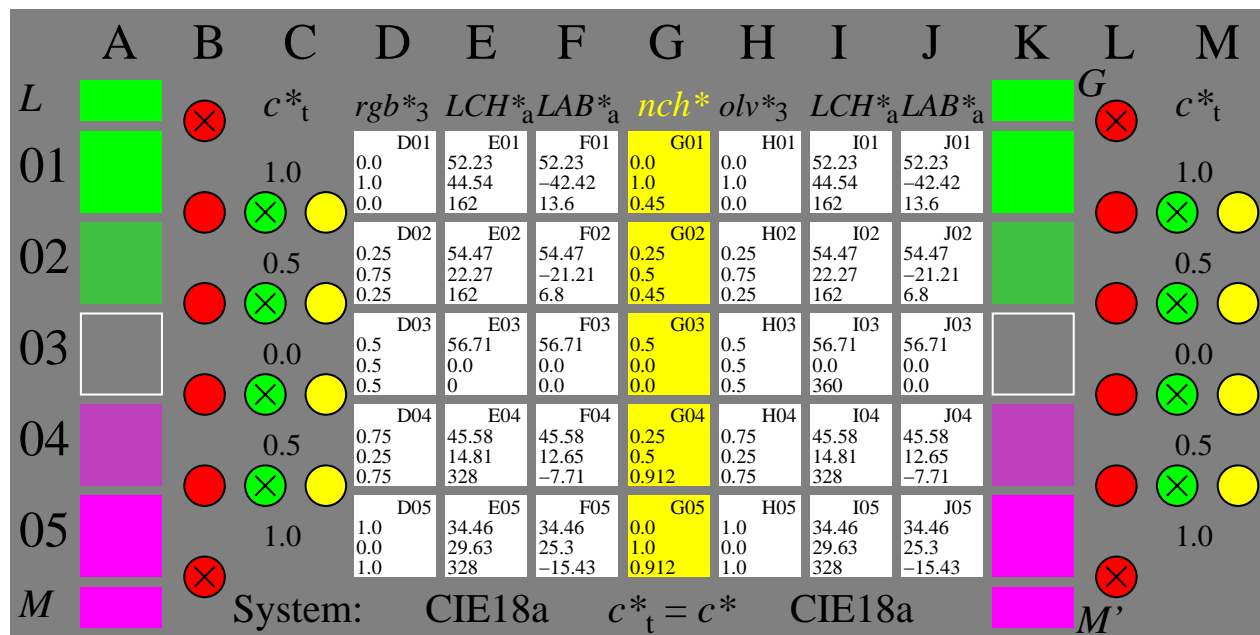 A B C D E F G H I J K L M
L c*t rgb*3 LCH*a LAB*a nch* olv*3 LCH*a LAB*a G c*t
01 1.0 D01 E01 F01 G01 H01 I01 J01 1.0
0.0 52.23 52.23 0.0 0.0 52.23 52.23
1.0 44.54 −42.42 1.0 1.0 44.54 −42.42
0.0 162 13.6 0.45 0.0 162 13.6
02 0.5 D02 E02 F02 G02 H02 I02 J02 0.5
0.25 54.47 54.47 0.25 0.25 54.47 54.47
0.75 22.27 −21.21 0.5 0.75 22.27 −21.21
0.25 162 6.8 0.45 0.25 162 6.8
03 0.0 D03 E03 F03 G03 H03 I03 J03 0.0
0.5 56.71 56.71 0.5 0.5 56.71 56.71
0.5 0.0 0.0 0.0 0.5 0.0 0.0
0.5 0 0.0 0.0 0.5 360 0.0
04 0.5 D04 E04 F04 G04 H04 I04 J04 0.5
0.75 45.58 45.58 0.25 0.75 45.58 45.58
0.25 14.81 12.65 0.5 0.25 14.81 12.65
0.75 328 −7.71 0.912 0.75 328 −7.71
05 1.0 D05 E05 F05 G05 H05 I05 J05 1.0
1.0 34.46 34.46 0.0 1.0 34.46 34.46
0.0 29.63 25.3 1.0 0.0 29.63 25.3
1.0 328 −15.43 0.912 1.0 328 −15.43
M System: CIE18a c*t = c* CIE18a M’